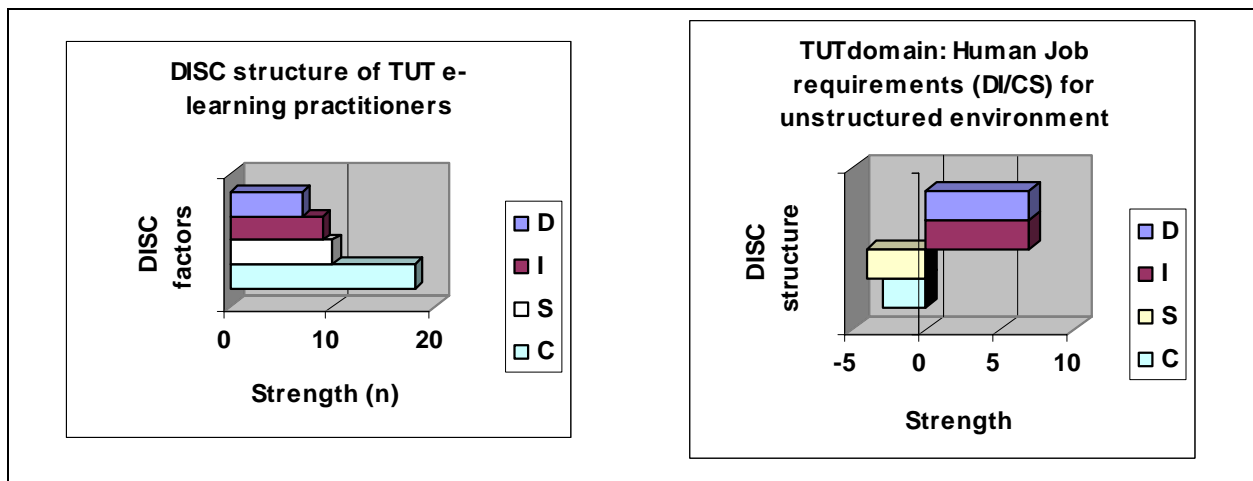 DISC structure of TUT e-
learning practitioners
DISC
factors
0 10 20
Strength (n)
D
I
S
C
TUTdomain: Human Job
requirements (DI/CS) for
unstructured environment
DISC
structure
-5 0 5 10
Strength
D
I
S
C